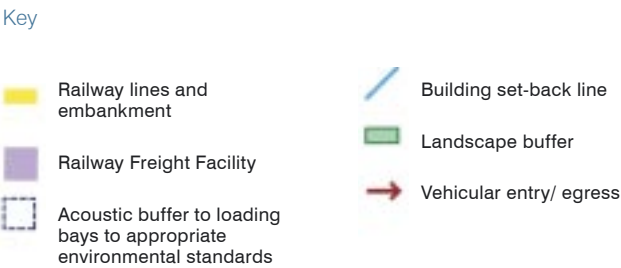 Key
Railway lines and
embankment
Railway Freight Facility
Acoustic buffer to loading
bays to appropriate
environmental standards
Building set-back line
Landscape buffer
Vehicular entry/ egress